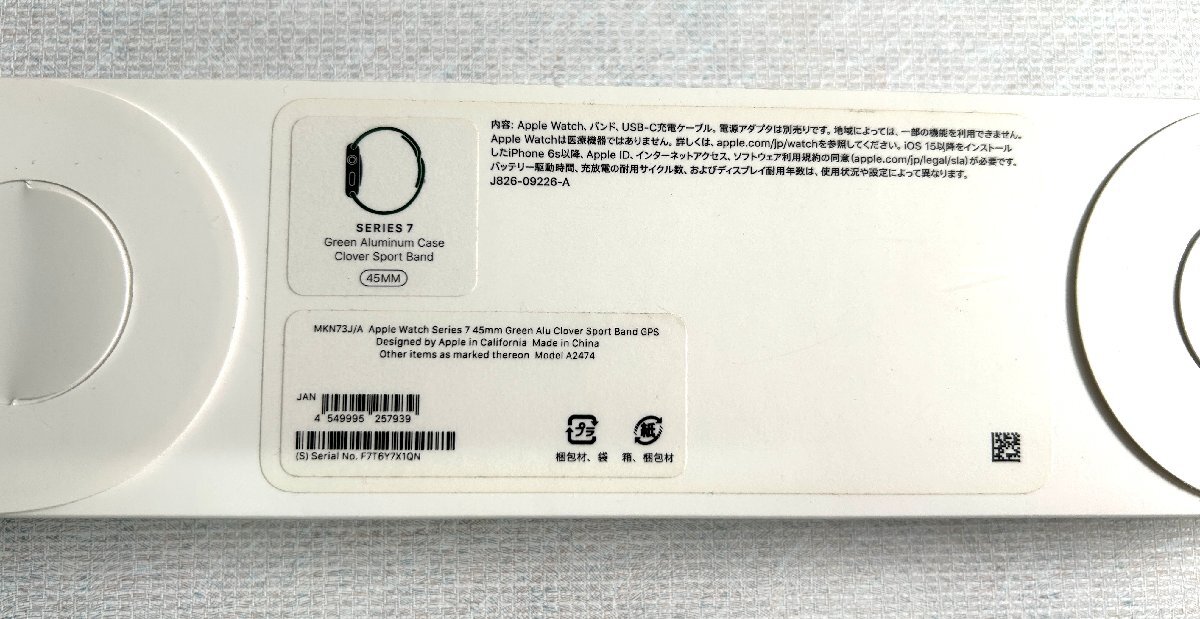 SERIES 7
Green Aluminum Case
Clover Sport Band
45MM
内容: Apple Watch、バンド、USB-C充電ケーブル。電源アダプタは別売りです。地域によっては、一部の機能を利用できません。
Apple Watchは医療機器ではありません。詳しくは、apple.com/jp/watchを参照してください。iOS 15以降をインストール
したiPhone 6s以降、Apple ID、インターネットアクセス、ソフトウェア利用規約の同意(apple.com/jp/legal/sla)が必要です。
バッテリー駆動時間、充放電の耐用サイクル数、およびディスプレイ耐用年数は、使用状況や設定によって異なります。
J826-09226-A
MKN73J/A Apple Watch Series 7 45mm Green Alu Clover Sport Band GPS
Designed by Apple in California Made in China
Other items as marked thereon Model A2474
JAN
4 549995 257939
(S) Serial No. F7T6Y7X1QN
プラ
梱包材、袋
紙
箱、梱包材